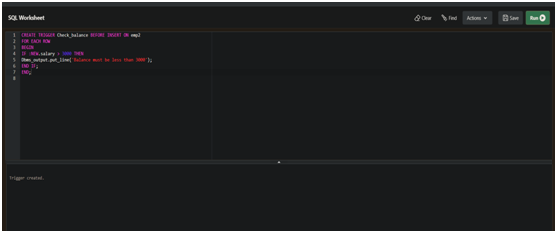 SQL Worksheet
Clear Find Actions Save Run
1 CREATE TRIGGER Check_balance BEFORE INSERT ON emp2
2 FOR EACH ROW
3 BEGIN
4 IF :NEW.salary > 3000 THEN
5 Dbms_output.put_line('Balance must be less than 3000');
6 END IF;
7 END;
8
Trigger created.